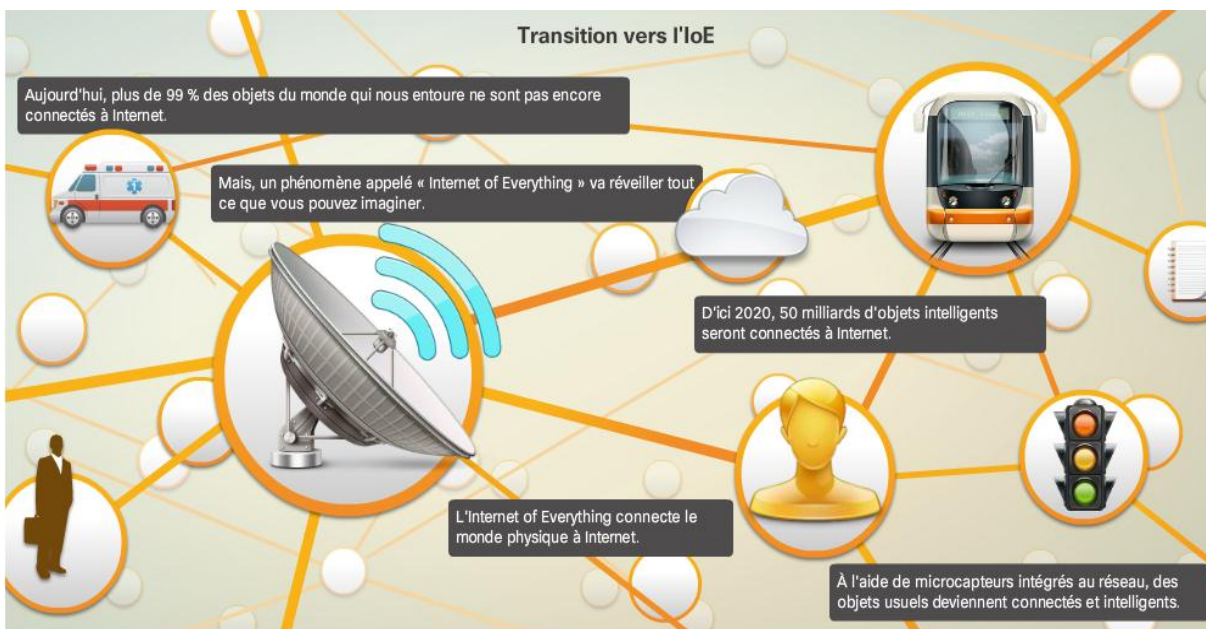 Transition vers l'IoE
Aujourd'hui, plus de 99 % des objets du monde qui nous entoure ne sont pas encore
connectés à Internet.
Mais, un phénomène appelé « Internet of Everything » va réveiller tout
ce que vous pouvez imaginer.
D'ici 2020, 50 milliards d'objets intelligents
seront connectés à Internet.
L'Internet of Everything connecte le
monde physique à Internet.
À l'aide de microcapteurs intégrés au réseau, des
objets usuels deviennent connectés et intelligents.